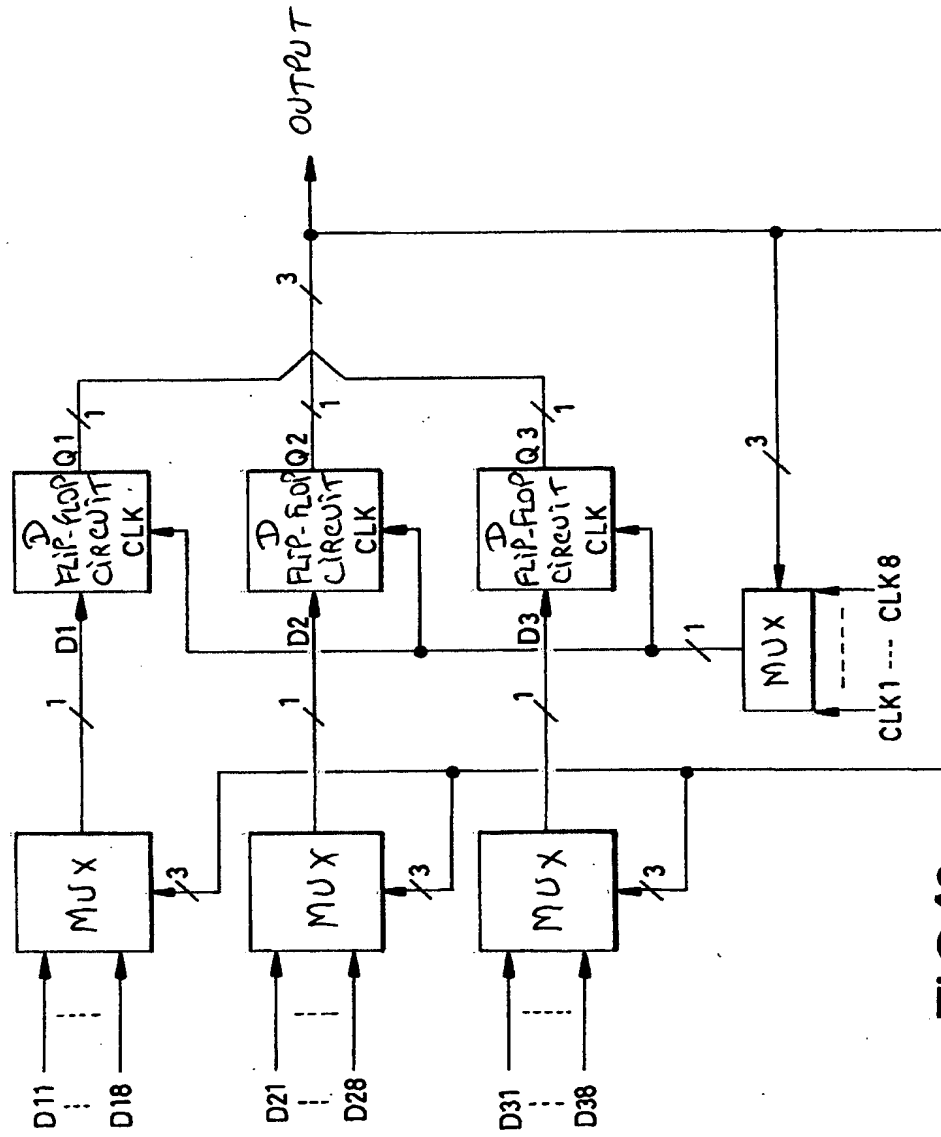 OUTPUT
3
1
1
1
Q1
Q2
Q3
D
FLIP-FLOP
CIRCUIT
CLK
D
FLIP-FLOP
CIRCUIT
CLK
D
FLIP-FLOP
CIRCUIT
CLK
D1
D2
D3
1
1
1
1
3
MUX
CLK1 --- CLK8
MUX
3
MUX
3
MUX
3
D11
D18
D21
D28
D31
D38